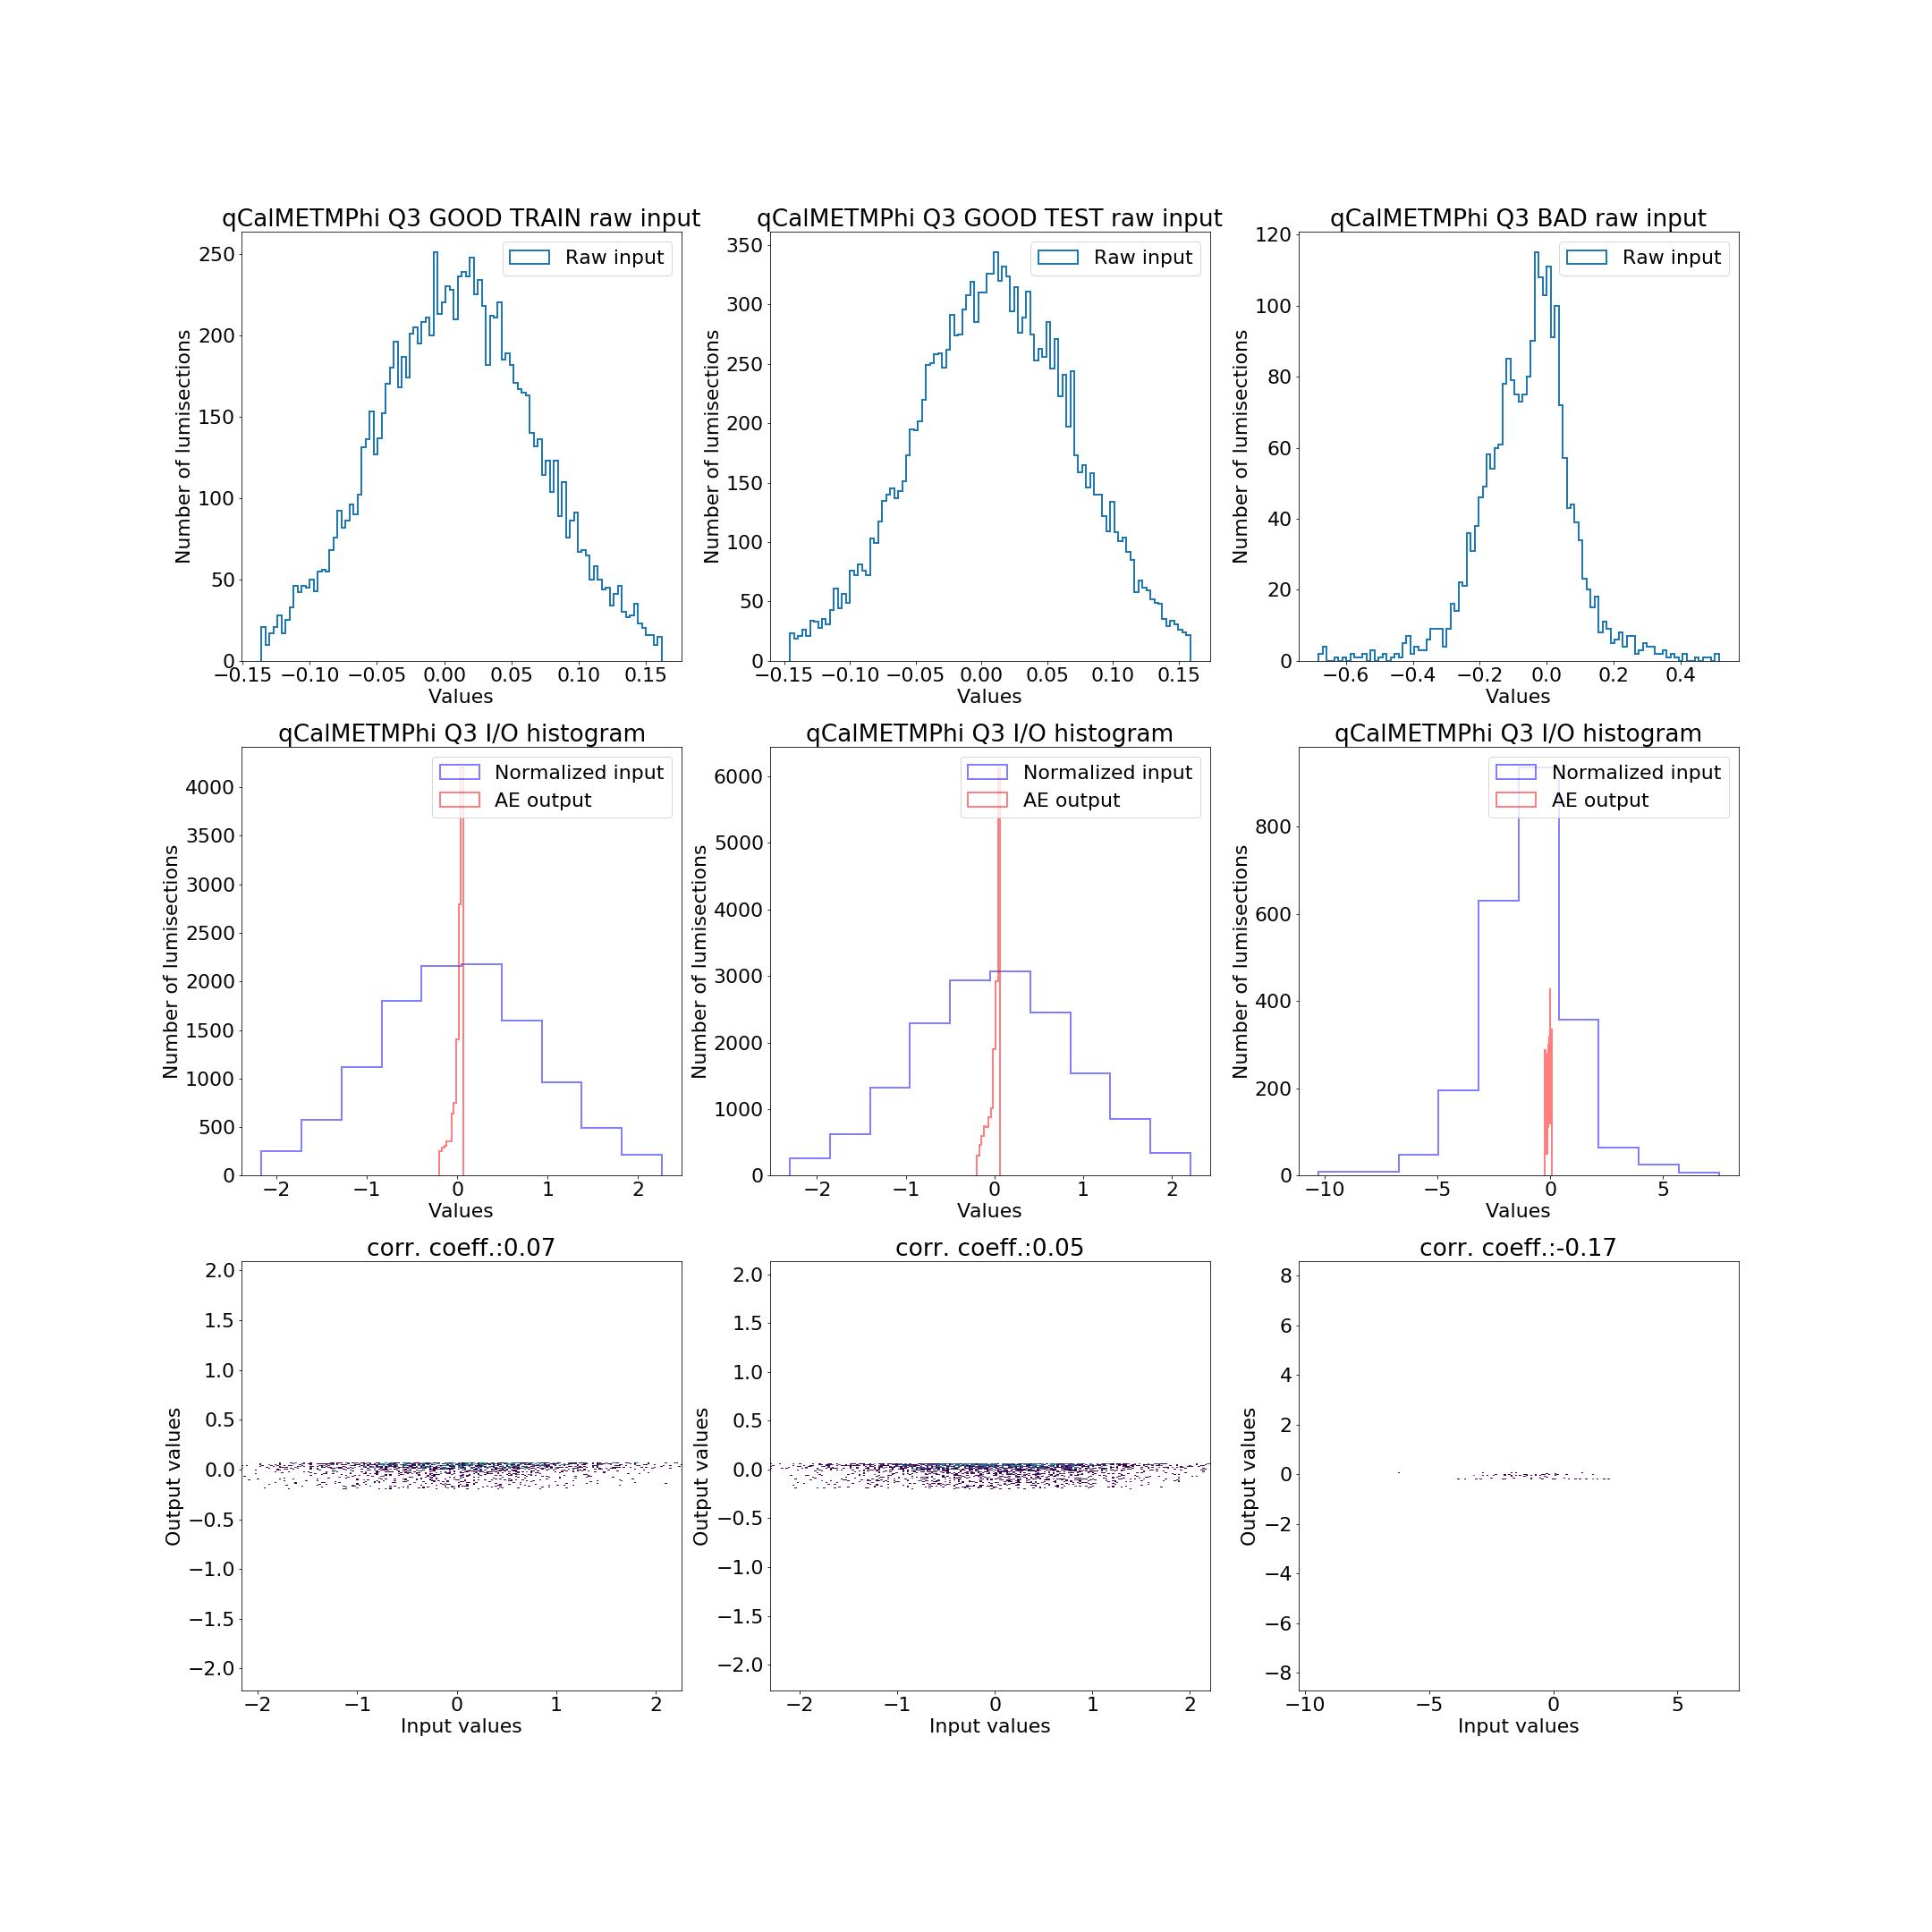 qCalMETMPhi Q3 GOOD TRAIN raw input
qCalMETMPhi Q3 GOOD TEST raw input
qCalMETMPhi Q3 BAD raw input
Number of lumisections
250
200
150
100
50
0
Raw input
−0.15 −0.10 −0.05 0.00 0.05 0.10 0.15
Values
Number of lumisections
350
300
250
200
150
100
50
0
Raw input
−0.15 −0.10 −0.05 0.00 0.05 0.10 0.15
Values
Number of lumisections
120
100
80
60
40
20
0
Raw input
−0.6 −0.4 −0.2 0.0 0.2 0.4
Values
qCalMETMPhi Q3 I/O histogram
Number of lumisections
4000
3500
3000
2500
2000
1500
1000
500
0
Normalized input
AE output
−2 −1 0 1 2
Values
qCalMETMPhi Q3 I/O histogram
Number of lumisections
6000
5000
4000
3000
2000
1000
0
Normalized input
AE output
−2 −1 0 1 2
Values
qCalMETMPhi Q3 I/O histogram
Number of lumisections
800
600
400
200
0
Normalized input
AE output
−10 −5 0 5
Values
corr. coeff.:0.07
Output values
2.0
1.5
1.0
0.5
0.0
−0.5
−1.0
−1.5
−2.0
−2 −1 0 1 2
Input values
corr. coeff.:0.05
Output values
2.0
1.5
1.0
0.5
0.0
−0.5
−1.0
−1.5
−2.0
−2 −1 0 1 2
Input values
corr. coeff.:-0.17
Output values
8
6
4
2
0
−2
−4
−6
−8
−10 −5 0 5
Input values